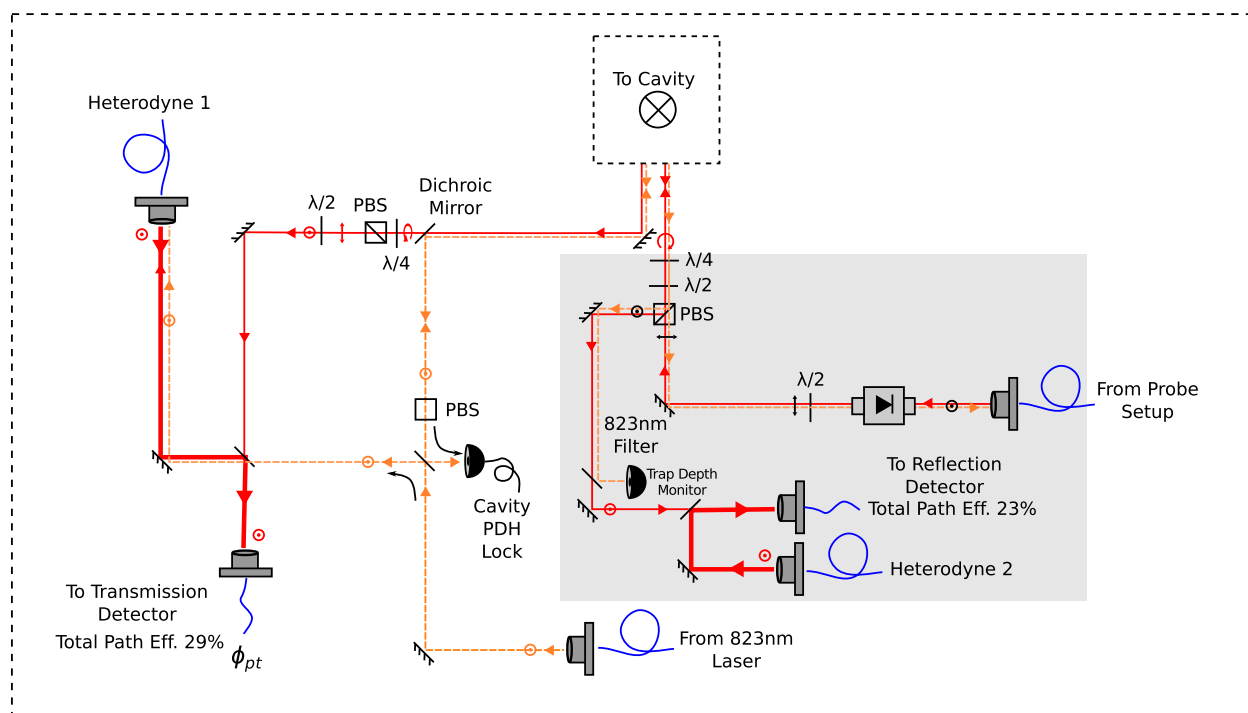 To Cavity
Heterodyne 1
λ/2
PBS
Dichroic
Mirror
λ/4
λ/4
λ/2
PBS
λ/2
From Probe
Setup
PBS
823nm
Filter
Trap Depth
Monitor
To Reflection
Detector
Total Path Eff. 23%
Cavity
PDH
Lock
Heterodyne 2
To Transmission
Detector
Total Path Eff. 29%
ϕpt
From 823nm
Laser